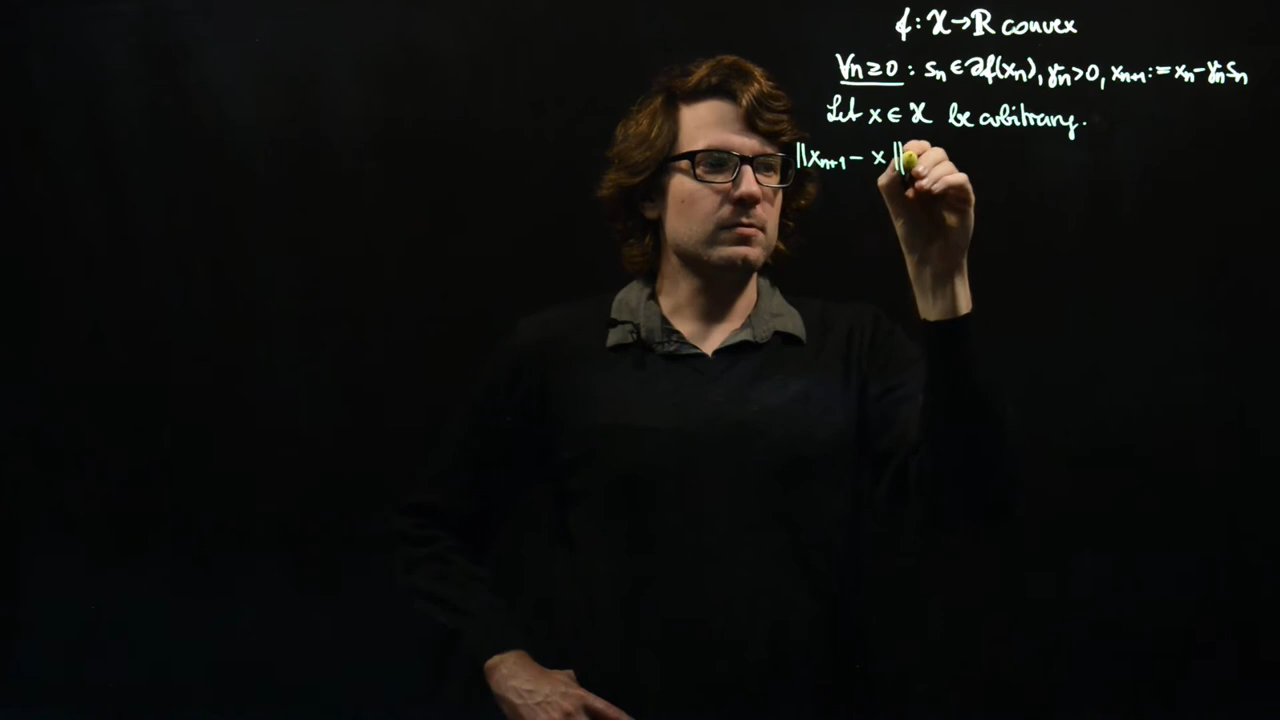 f: X → ℝ convex
∀n ≥ 0 : sₙ ∈ ∂f(xₙ), γₙ > 0, xₙ₊₁ := xₙ − γₙsₙ
Let x ∈ X be arbitrary.
‖xₙ₊₁ − x‖